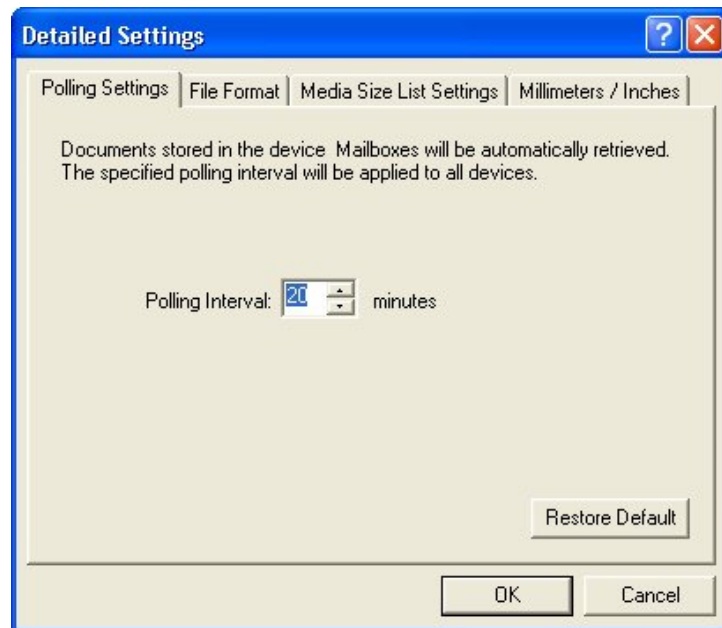 Detailed Settings
Polling Settings File Format Media Size List Settings Millimeters / Inches
Documents stored in the device Mailboxes will be automatically retrieved.
The specified polling interval will be applied to all devices.
Polling Interval: 20 minutes
Restore Default
OK Cancel